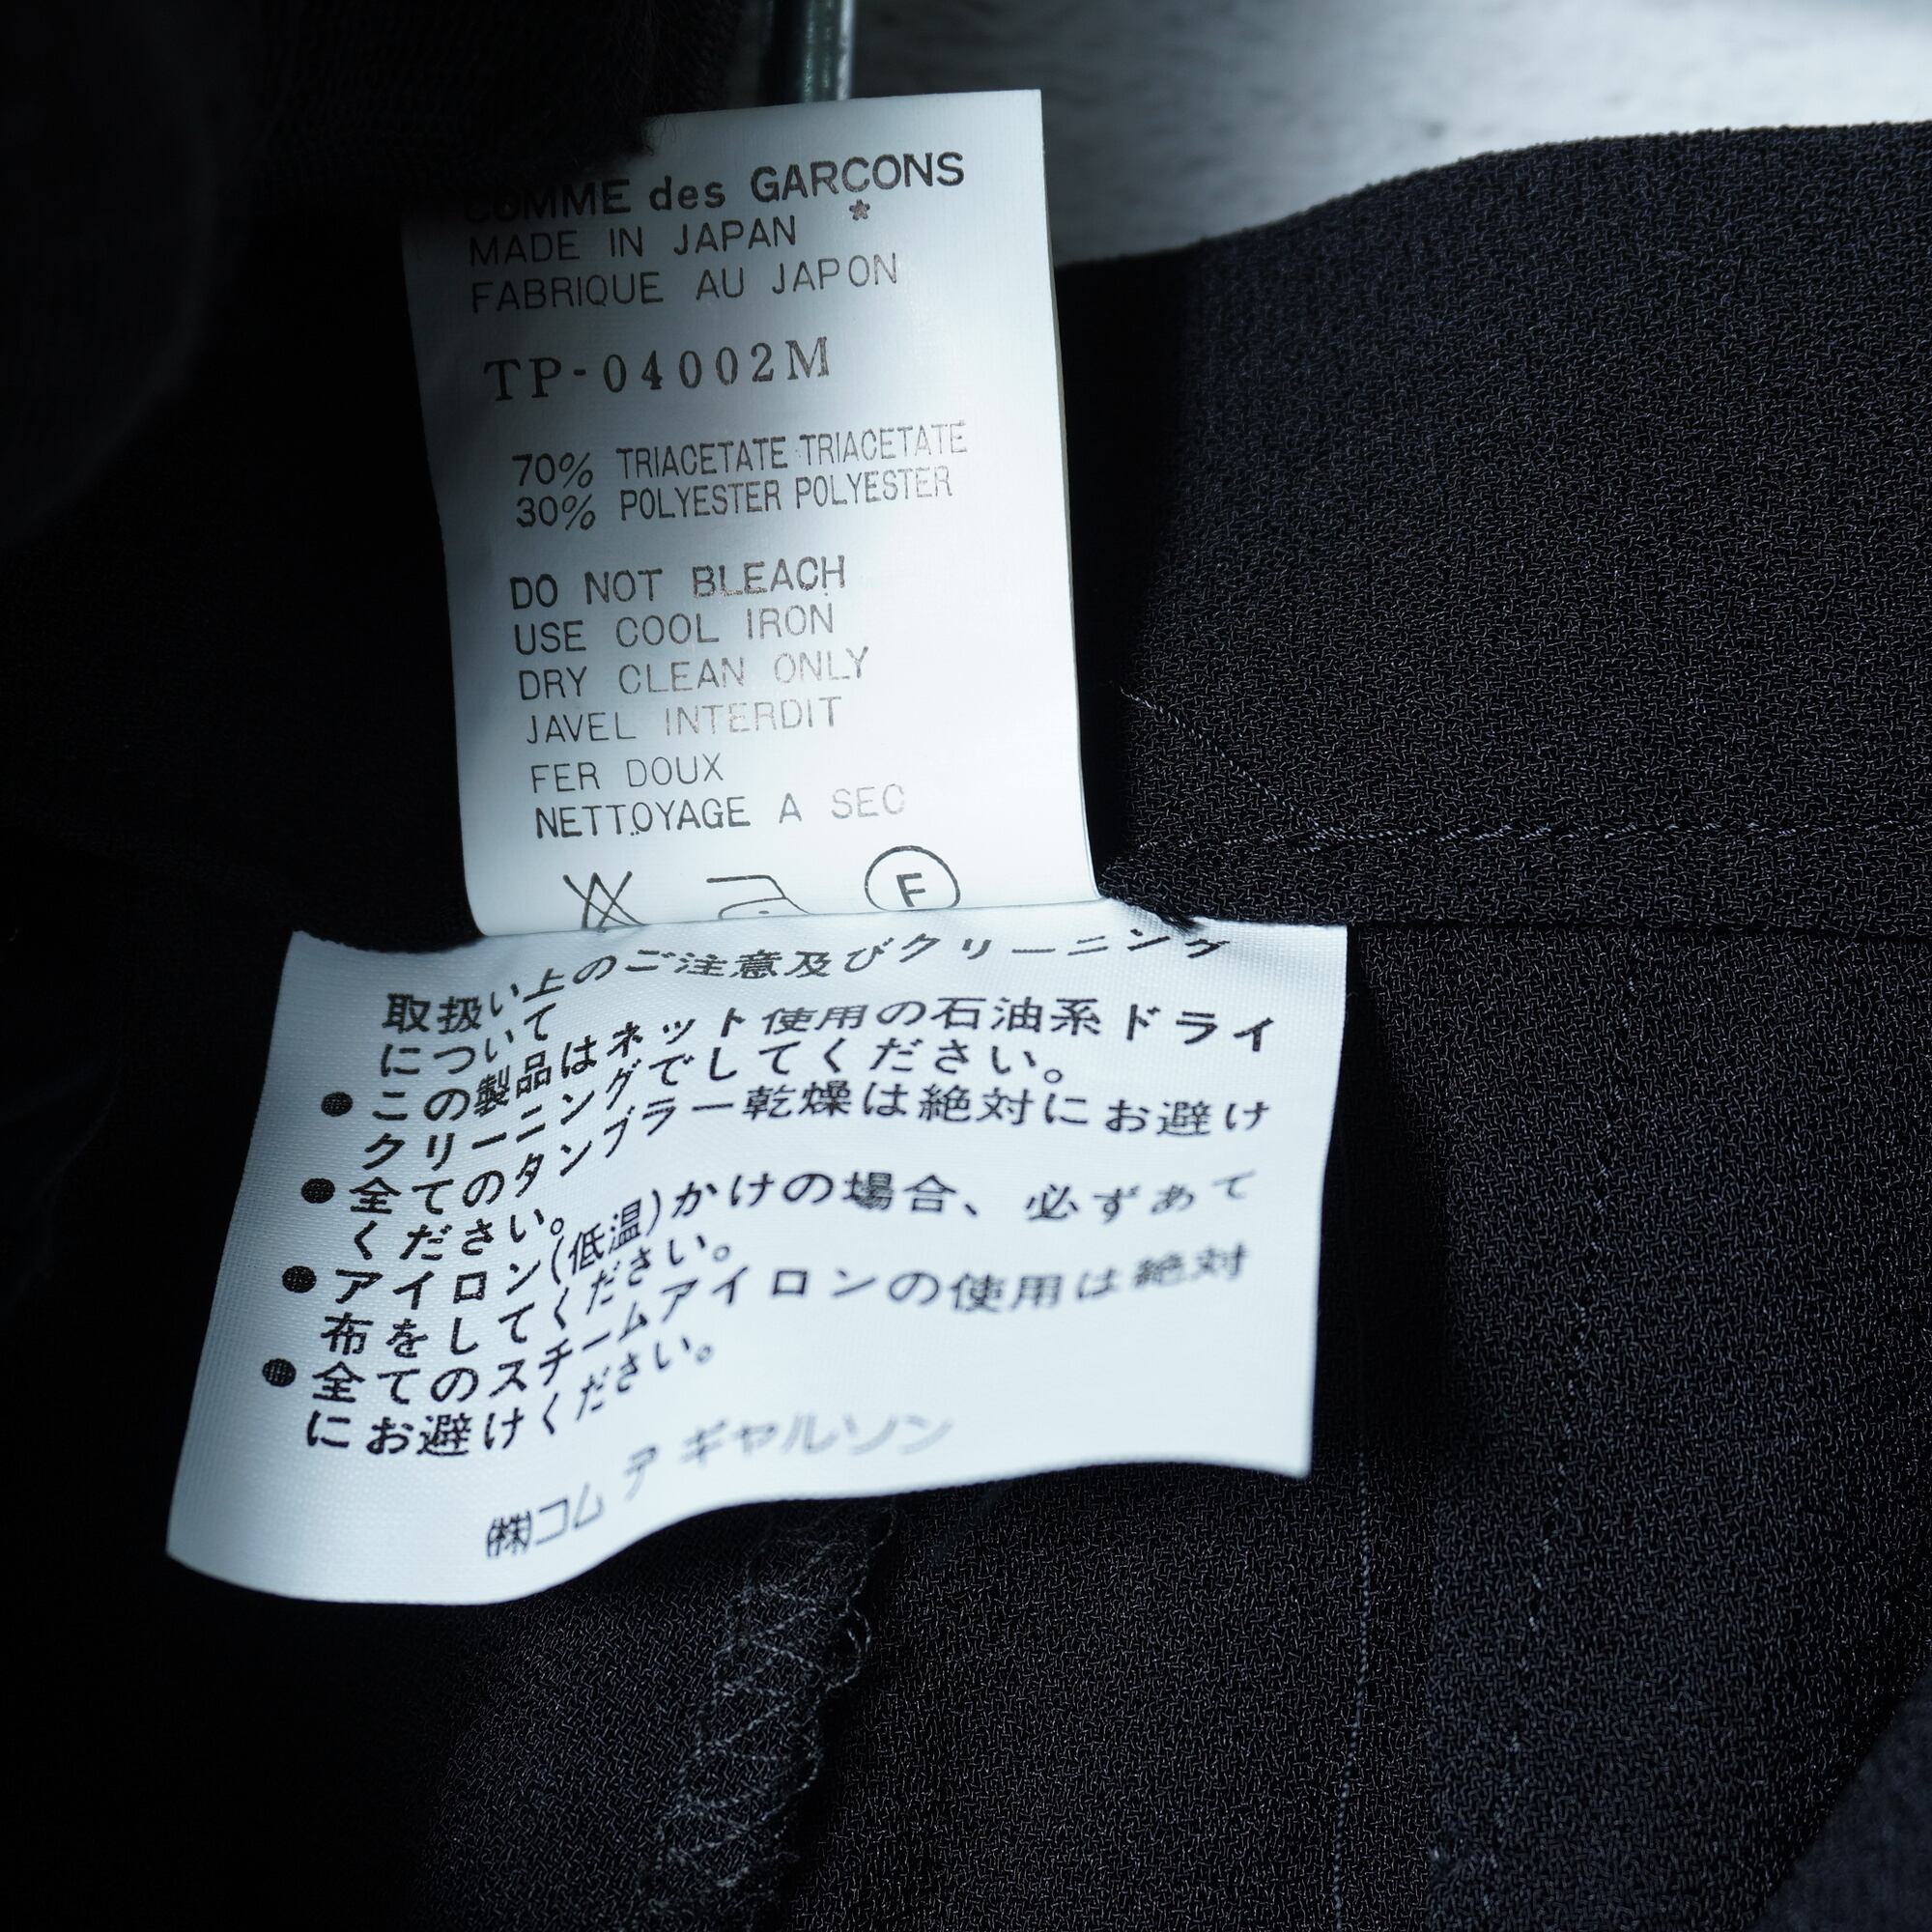 COMME des GARCONS
*
MADE IN JAPAN
FABRIQUE AU JAPON
TP-04002M
70% TRIACETATE TRIACETATE
30% POLYESTER POLYESTER
DO NOT BLEACH
USE COOL IRON
DRY CLEAN ONLY
JAVEL INTERDIT
FER DOUX
NETTOYAGE A SEC
F
取扱い上のご注意及びクリーニング
について
●この製品はネット使用の石油系ドライ
クリーニングでしてください。
●全てのタンブラー乾燥は絶対にお避け
ください。
●アイロン(低温)かけの場合、必ずあて
布をしてください。
●全てのスチームアイロンの使用は絶対
にお避けください。
㈱コム デ ギャルソン